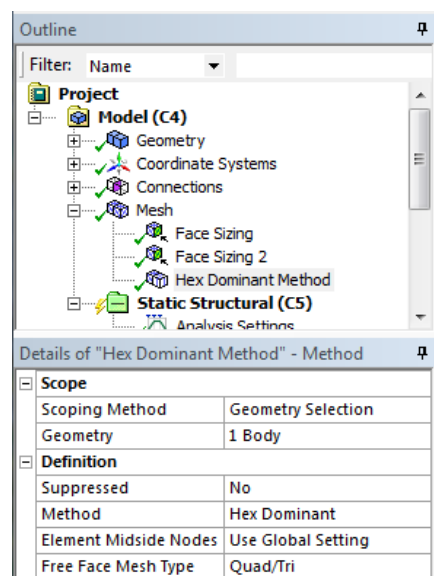 Outline
Filter: Name
Project
Model (C4)
Geometry
Coordinate Systems
Connections
Mesh
Face Sizing
Face Sizing 2
Hex Dominant Method
Static Structural (C5)
Analysis Settings
Details of "Hex Dominant Method" - Method
Scope
Scoping Method Geometry Selection
Geometry 1 Body
Definition
Suppressed No
Method Hex Dominant
Element Midside Nodes Use Global Setting
Free Face Mesh Type Quad/Tri